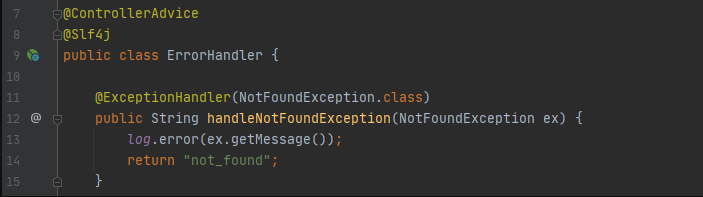 7 @ControllerAdvice
8 @Slf4j
9 public class ErrorHandler {
10
11 @ExceptionHandler(NotFoundException.class)
12 @ public String handleNotFoundException(NotFoundException ex) {
13 log.error(ex.getMessage());
14 return "not_found";
15 }